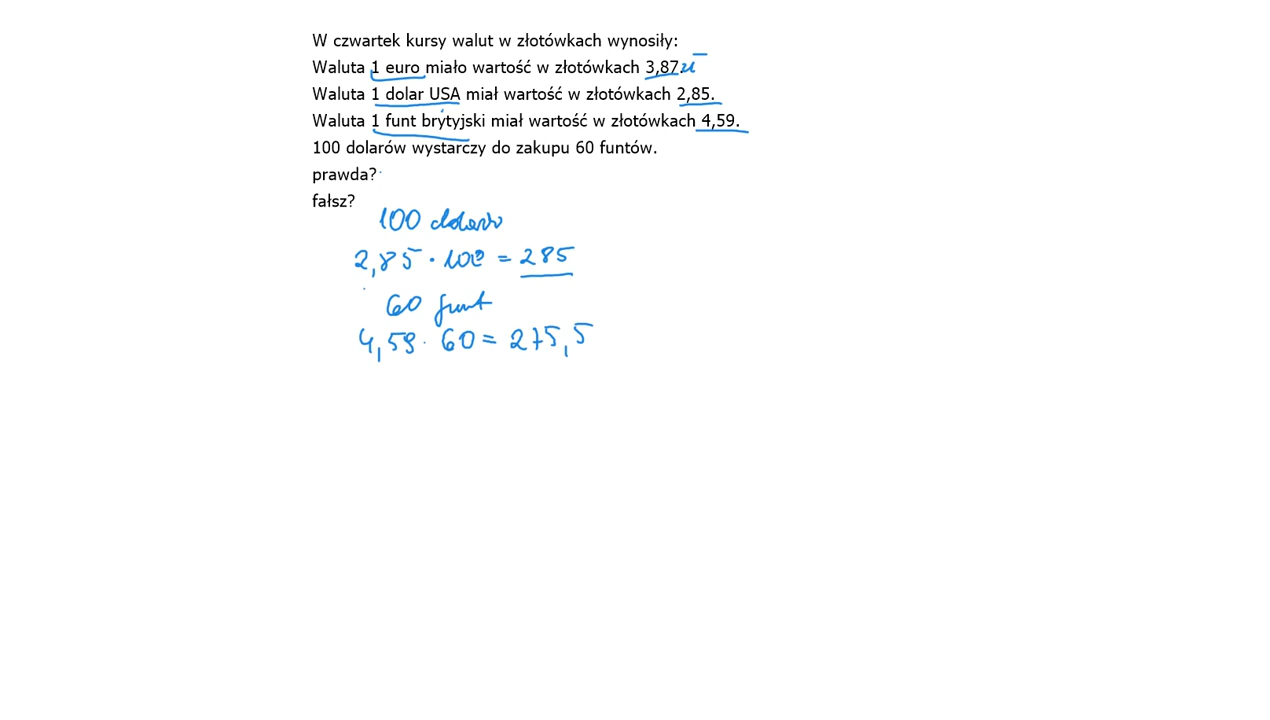 W czwartek kursy walut w złotówkach wynosiły:
Waluta 1 euro miało wartość w złotówkach 3,87.zł
Waluta 1 dolar USA miał wartość w złotówkach 2,85.
Waluta 1 funt brytyjski miał wartość w złotówkach 4,59.
100 dolarów wystarczy do zakupu 60 funtów.
prawda?
fałsz?
100 dolarów
2,85 · 100 = 285
60 funt
4,59 · 60 = 275,5